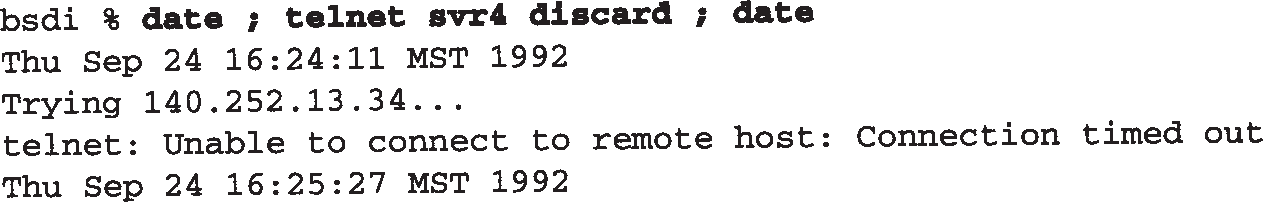 bsdi % date ; telnet svr4 discard ; date
Thu Sep 24 16:24:11 MST 1992
Trying 140.252.13.34...
telnet: Unable to connect to remote host: Connection timed out
Thu Sep 24 16:25:27 MST 1992